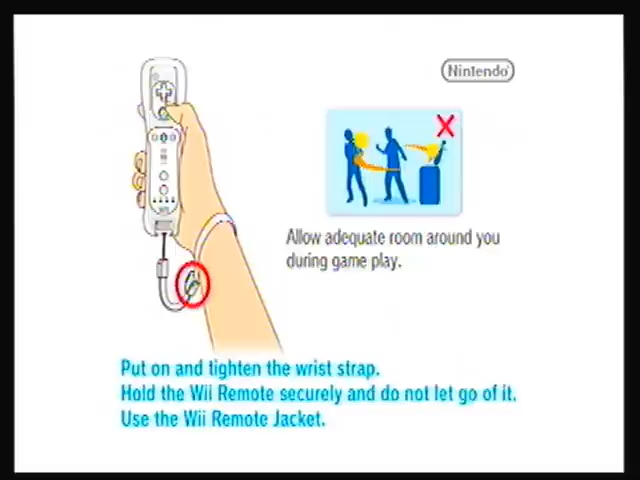 Nintendo
Allow adequate room around you
during game play.
Put on and tighten the wrist strap.
Hold the Wii Remote securely and do not let go of it.
Use the Wii Remote Jacket.